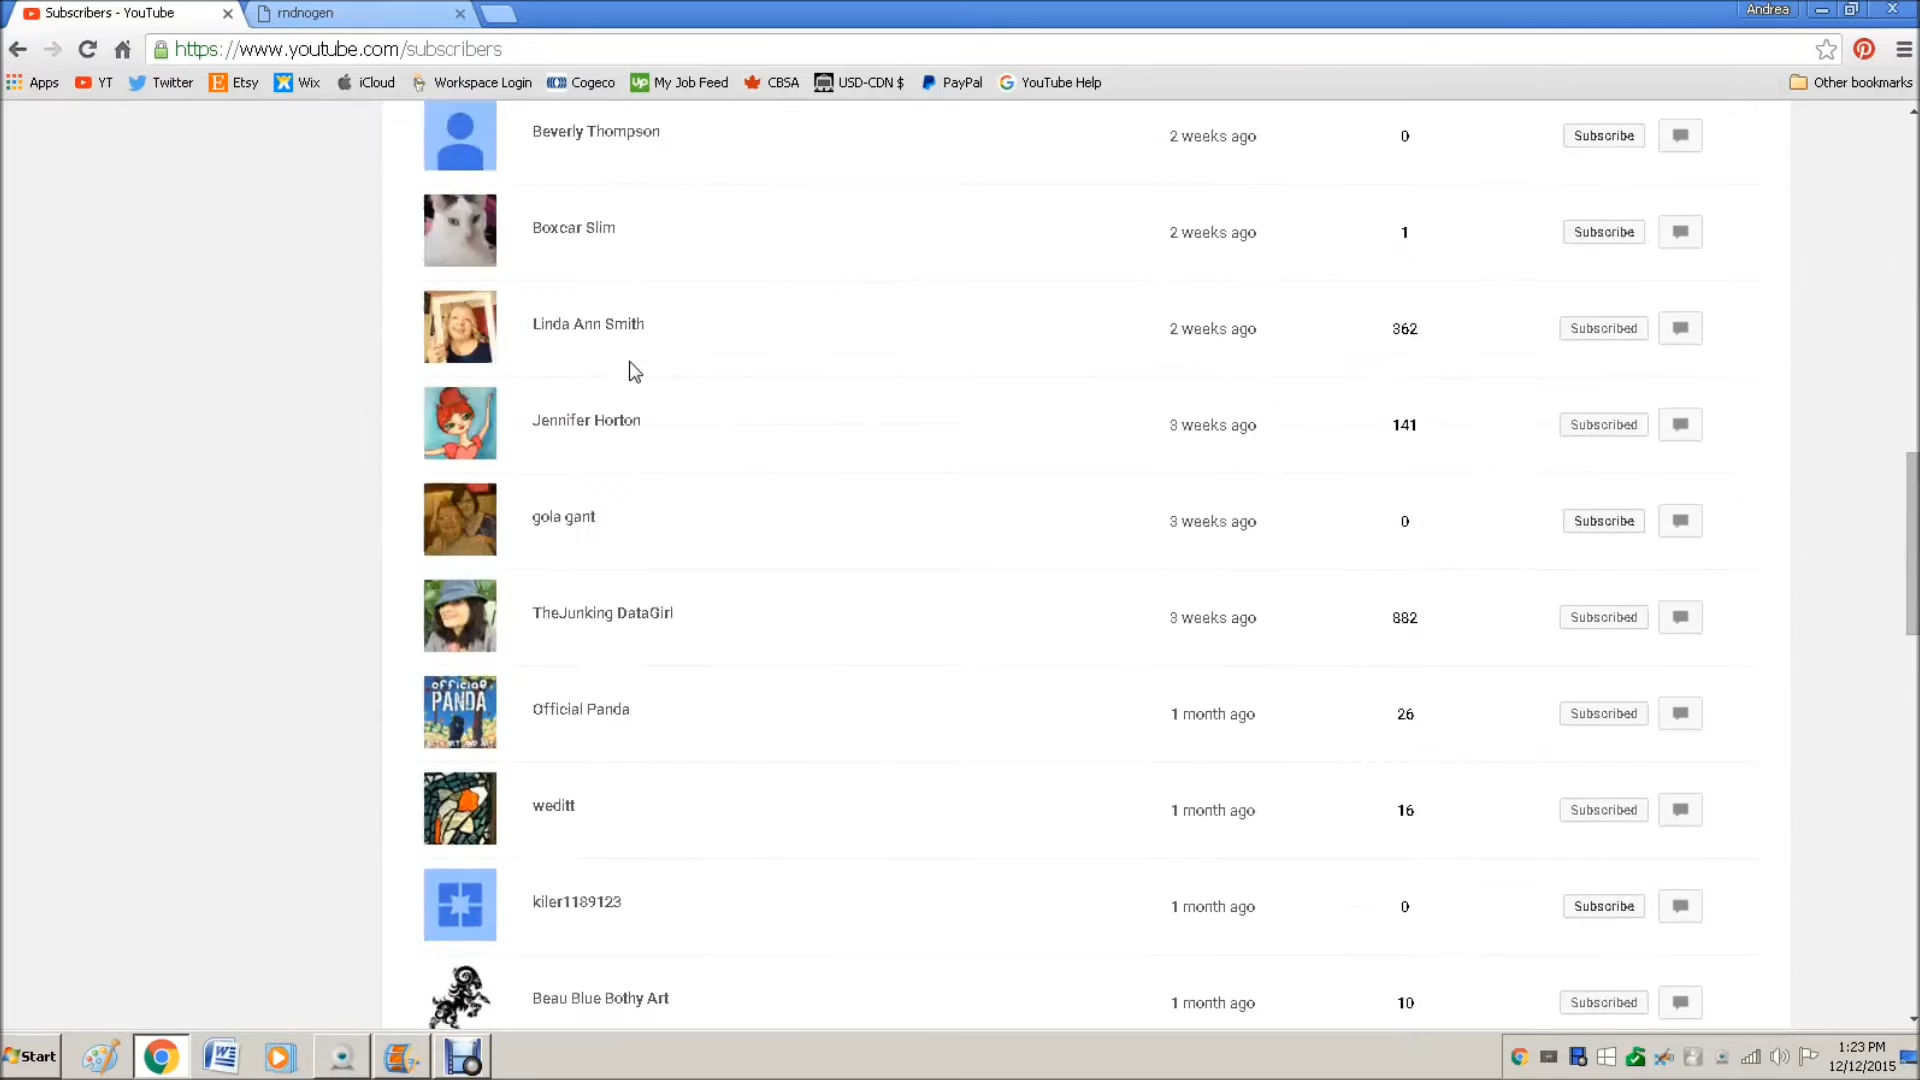 Subscribers - YouTube
rndnogen
Andrea
https://www.youtube.com/subscribers
Apps YT Twitter Etsy Wix iCloud Workspace Login Cogeco Up My Job Feed CBSA USD-CDN $ PayPal YouTube Help Other bookmarks
Beverly Thompson 2 weeks ago 0 Subscribe
Boxcar Slim 2 weeks ago 1 Subscribe
Linda Ann Smith 2 weeks ago 362 Subscribed
Jennifer Horton 3 weeks ago 141 Subscribed
gola gant 3 weeks ago 0 Subscribe
TheJunking DataGirl 3 weeks ago 882 Subscribed
official
PANDA
Official Panda 1 month ago 26 Subscribed
weditt 1 month ago 16 Subscribed
kiler1189123 1 month ago 0 Subscribe
Beau Blue Bothy Art 1 month ago 10 Subscribed
Start
1:23 PM
12/12/2015